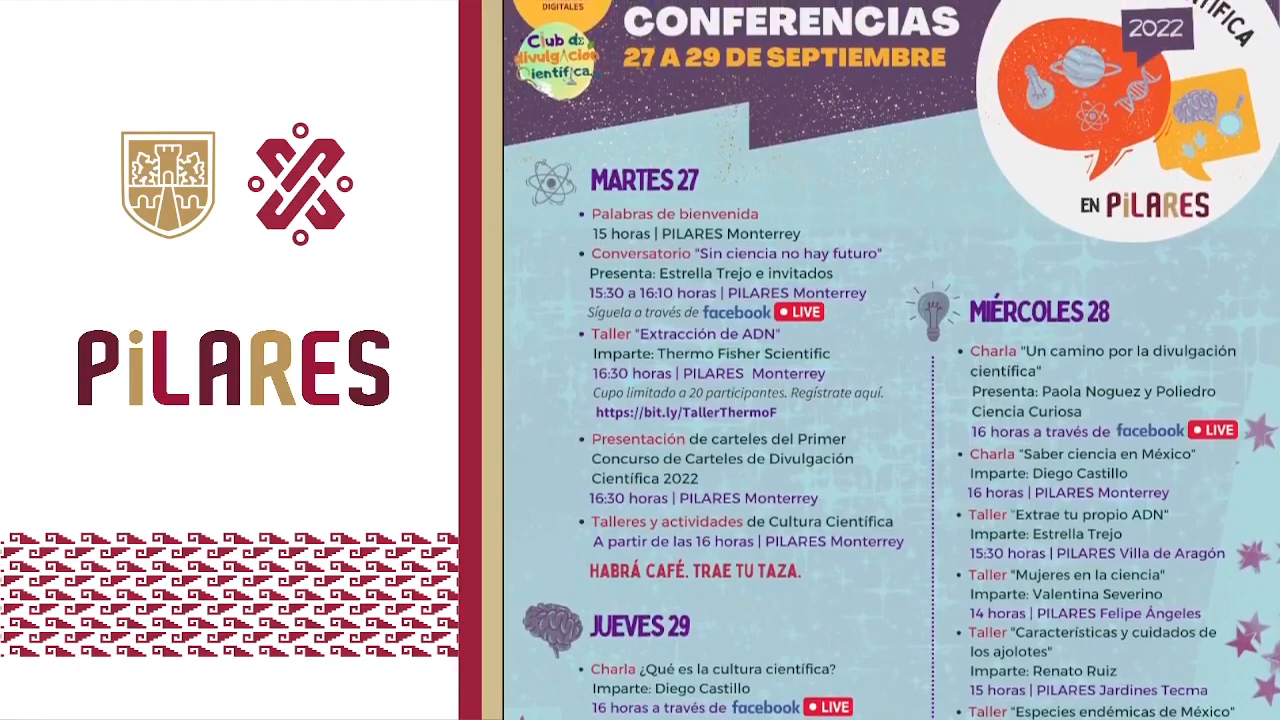 PiLARES
DIGITALES
Club de
divulgación
Científica
CONFERENCIAS
27 A 29 DE SEPTIEMBRE
2022
EN PiLARES
MARTES 27
• Palabras de bienvenida
15 horas | PILARES Monterrey
• Conversatorio "Sin ciencia no hay futuro"
Presenta: Estrella Trejo e invitados
15:30 a 16:10 horas | PILARES Monterrey
Síguela a través de facebook LIVE
• Taller "Extracción de ADN"
Imparte: Thermo Fisher Scientific
16:30 horas | PILARES Monterrey
Cupo limitado a 20 participantes. Regístrate aquí.
https://bit.ly/TallerThermoF
• Presentación de carteles del Primer
Concurso de Carteles de Divulgación
Científica 2022
16:30 horas | PILARES Monterrey
• Talleres y actividades de Cultura Científica
A partir de las 16 horas | PILARES Monterrey
HABRÁ CAFÉ. TRAE TU TAZA.
JUEVES 29
• Charla ¿Qué es la cultura científica?
Imparte: Diego Castillo
16 horas a través de facebook LIVE
MIÉRCOLES 28
• Charla "Un camino por la divulgación
científica"
Presenta: Paola Noguez y Poliedro
Ciencia Curiosa
16 horas a través de facebook LIVE
• Charla "Saber ciencia en México"
Imparte: Diego Castillo
16 horas | PILARES Monterrey
• Taller "Extrae tu propio ADN"
Imparte: Estrella Trejo
15:30 horas | PILARES Villa de Aragón
• Taller "Mujeres en la ciencia"
Imparte: Valentina Severino
14 horas | PILARES Felipe Ángeles
• Taller "Características y cuidados de
los ajolotes"
Imparte: Renato Ruiz
15 horas | PILARES Jardines Tecma
• Taller "Especies endémicas de México"